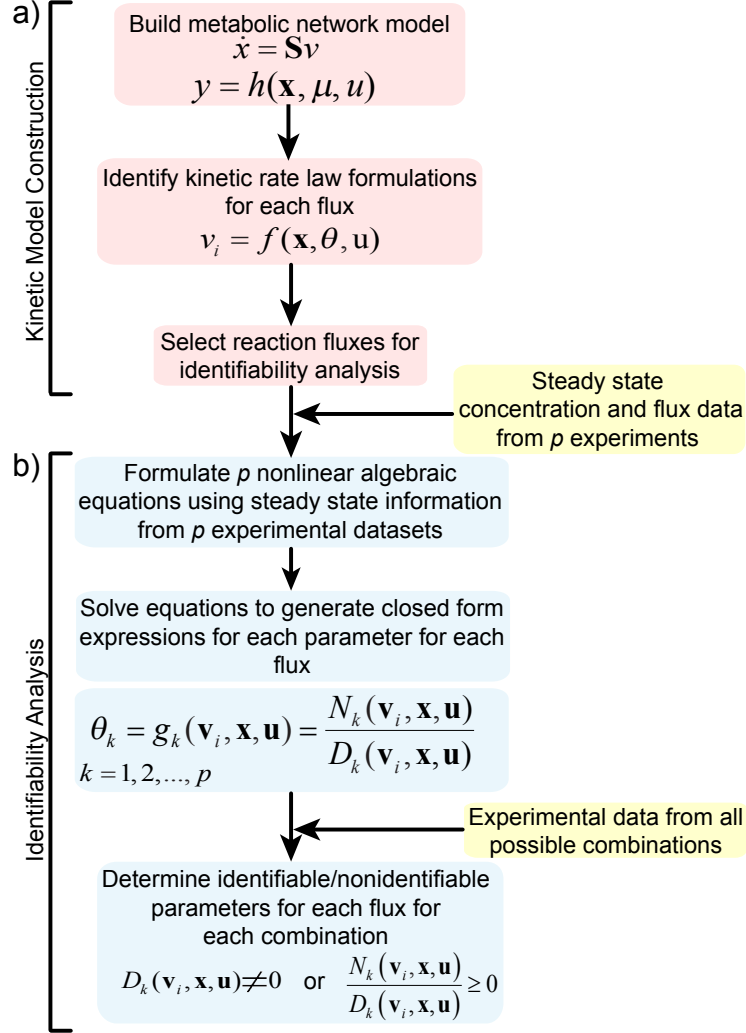 a)
Kinetic Model Construction
Build metabolic network model
ẋ = Sv
y = h(x, μ, u)
Identify kinetic rate law formulations
for each flux
v_i = f(x, θ, u)
Select reaction fluxes for
identifiability analysis
Steady state
concentration and flux data
from p experiments
b)
Identifiability Analysis
Formulate p nonlinear algebraic
equations using steady state information
from p experimental datasets
Solve equations to generate closed form
expressions for each parameter for each
flux
θ_k = g_k(v_i, x, u) = N_k(v_i, x, u) / D_k(v_i, x, u)
k = 1, 2, ..., p
Experimental data from all
possible combinations
Determine identifiable/nonidentifiable
parameters for each flux for
each combination
D_k(v_i, x, u) ≠ 0 or N_k(v_i, x, u) / D_k(v_i, x, u) ≥ 0